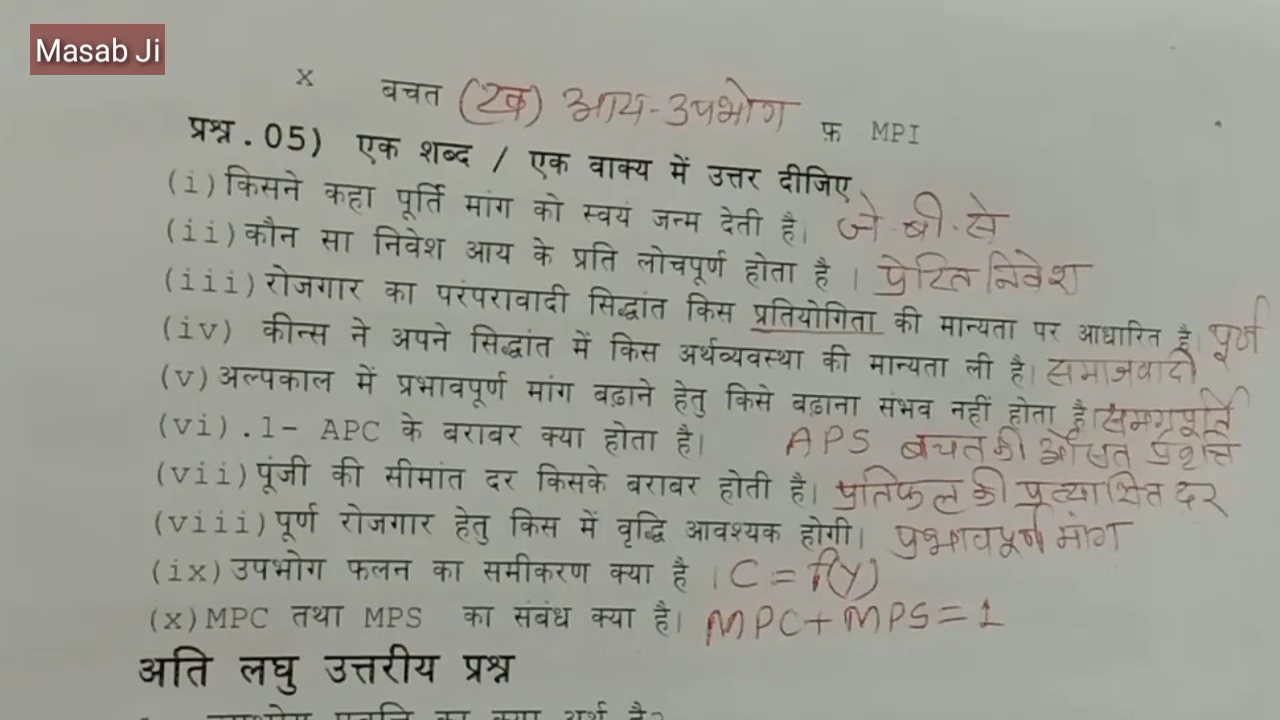 Masab Ji
x बचत (ख) आय-उपभोग फ़ MPI
प्रश्न.05) एक शब्द / एक वाक्य में उत्तर दीजिए
(i) किसने कहा पूर्ति मांग को स्वयं जन्म देती है। जे.बी.से
(ii) कौन सा निवेश आय के प्रति लोचपूर्ण होता है । प्रेरित निवेश
(iii) रोजगार का परंपरावादी सिद्धांत किस प्रतियोगिता की मान्यता पर आधारित है। पूर्ण
(iv) कीन्स ने अपने सिद्धांत में किस अर्थव्यवस्था की मान्यता ली है। समाजवादी
(v) अल्पकाल में प्रभावपूर्ण मांग बढ़ाने हेतु किसे बढ़ाना संभव नहीं होता है। समग्र पूर्ति
(vi) .1- APC के बराबर क्या होता है। APS बचत की औसत प्रवृत्ति
(vii) पूंजी की सीमांत दर किसके बराबर होती है। प्रतिफल की प्रत्याशित दर
(viii) पूर्ण रोजगार हेतु किस में वृद्धि आवश्यक होगी। प्रभावपूर्ण मांग
(ix) उपभोग फलन का समीकरण क्या है । C = f(y)
(x) MPC तथा MPS का संबंध क्या है। MPC+MPS=1
अति लघु उत्तरीय प्रश्न
का क्या अर्थ है?